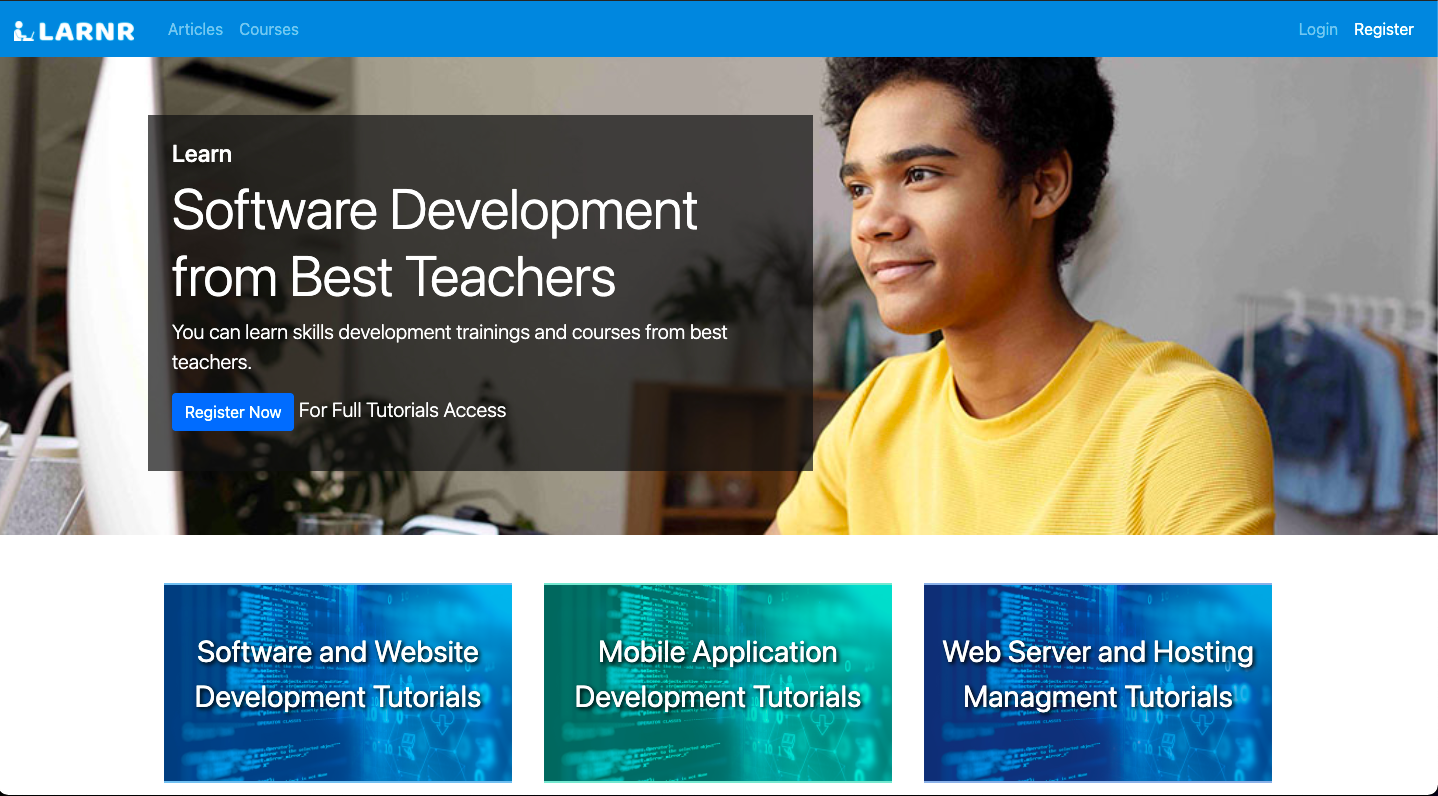 LARNR Articles Courses Login Register
Learn
Software Development
from Best Teachers
You can learn skills development trainings and courses from best
teachers.
Register Now For Full Tutorials Access
Software and Website
Development Tutorials
Mobile Application
Development Tutorials
Web Server and Hosting
Managment Tutorials